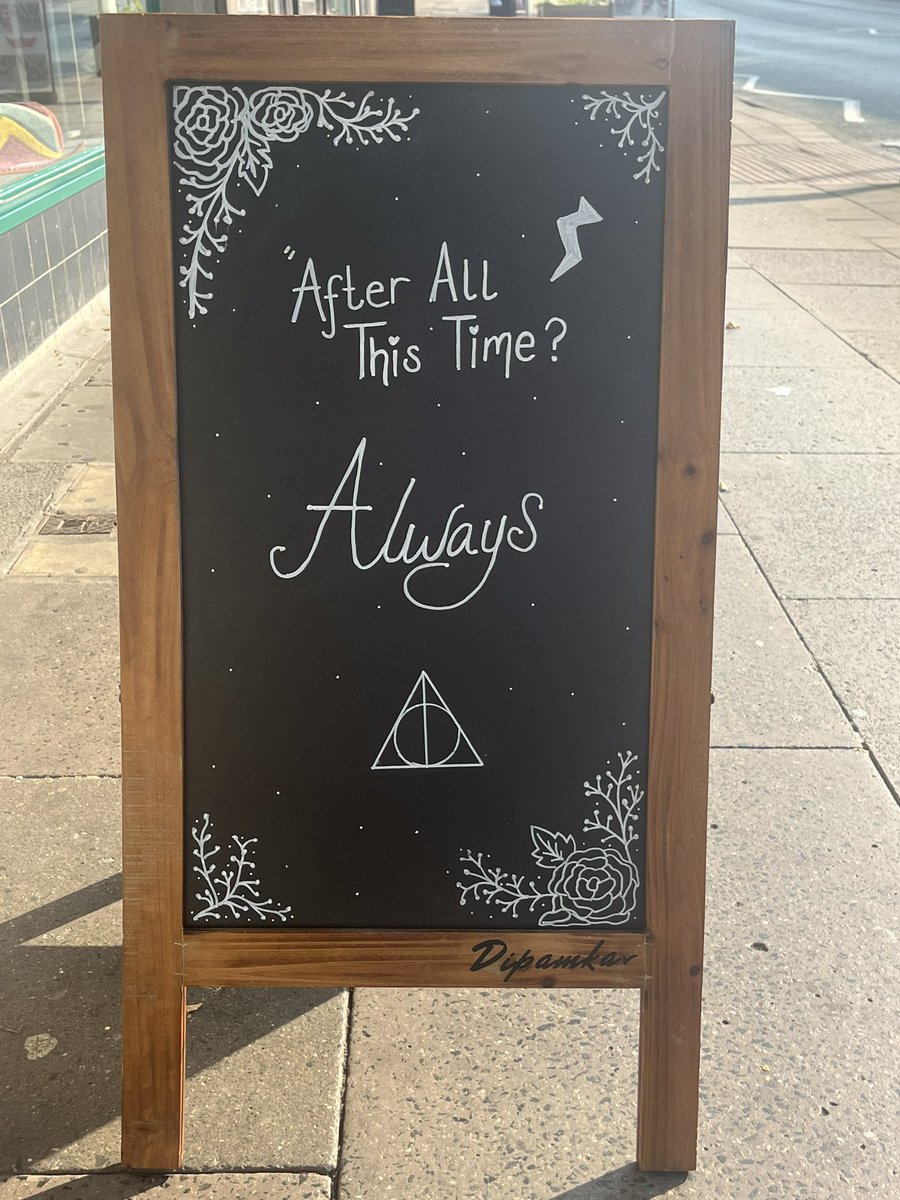 "After All
This Time?
Always
Dipamkar